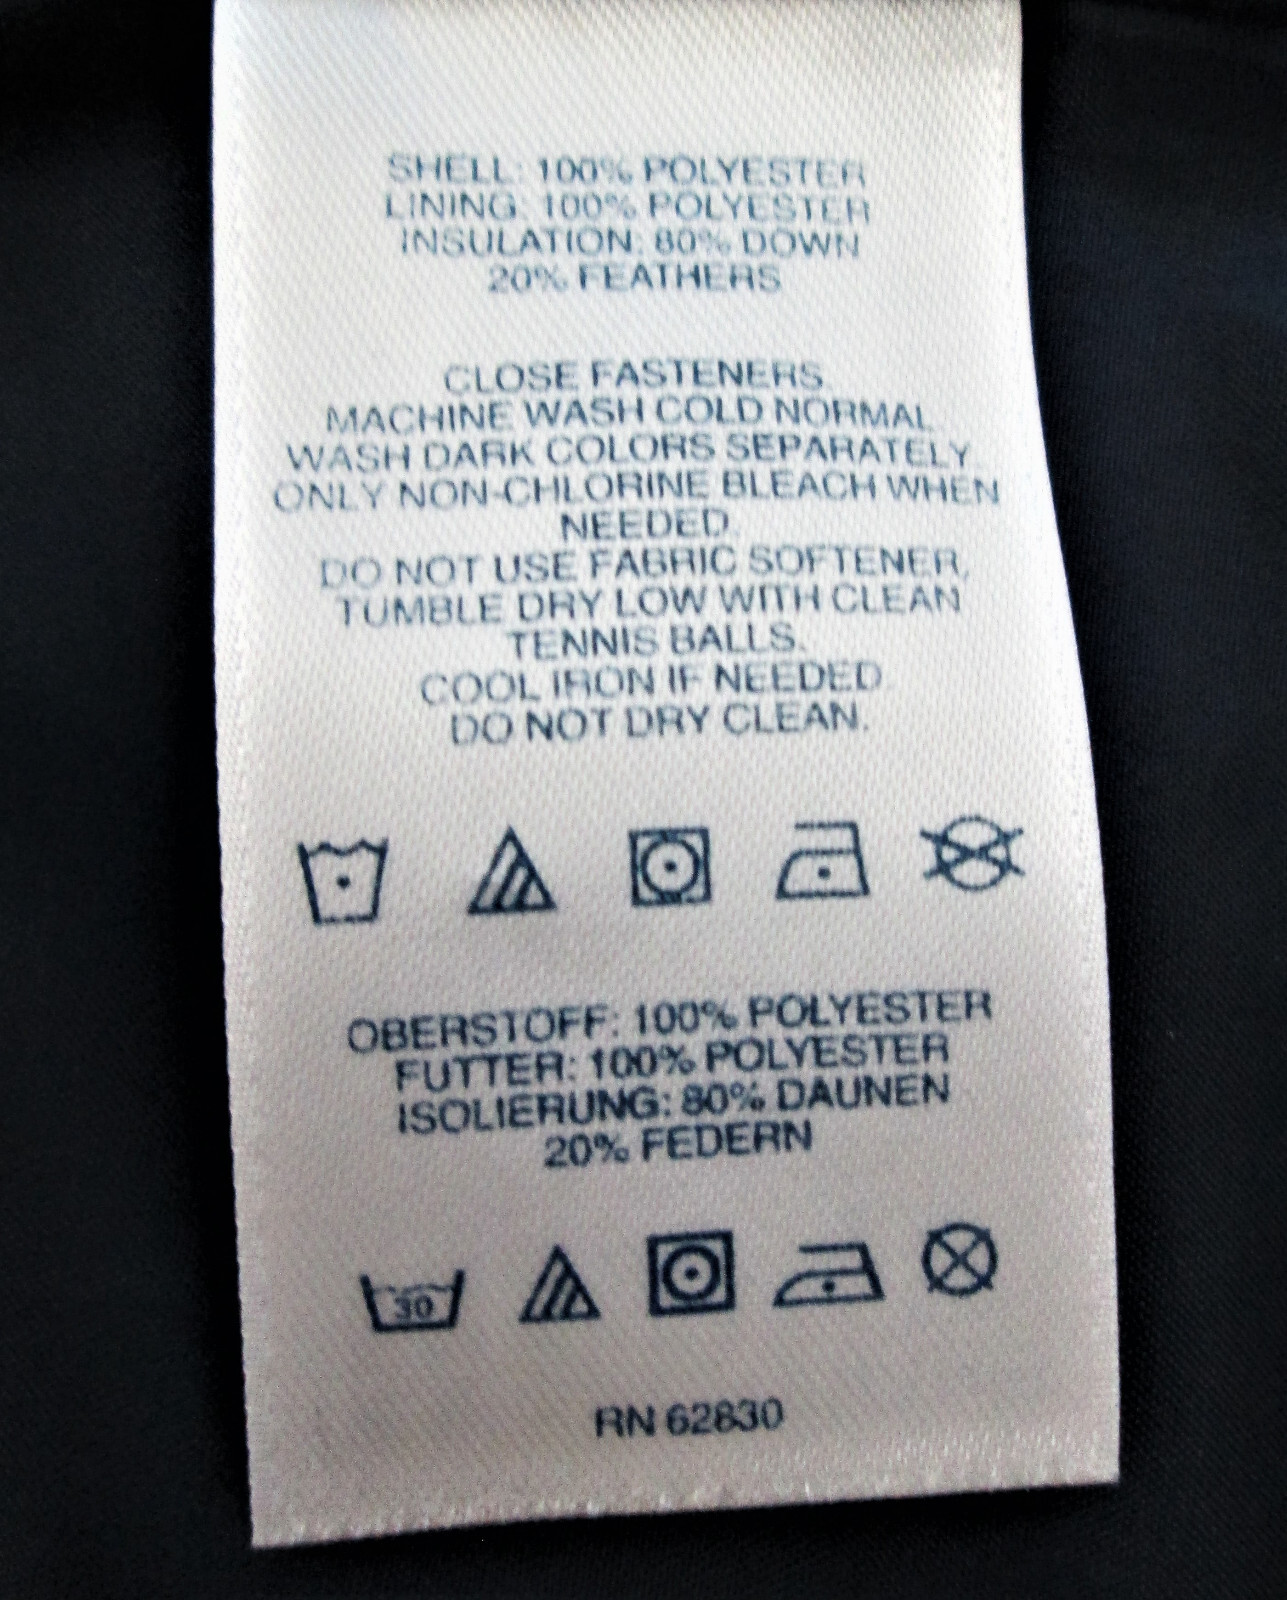 SHELL: 100% POLYESTER
LINING: 100% POLYESTER
INSULATION: 80% DOWN
20% FEATHERS
CLOSE FASTENERS.
MACHINE WASH COLD NORMAL.
WASH DARK COLORS SEPARATELY.
ONLY NON-CHLORINE BLEACH WHEN
NEEDED.
DO NOT USE FABRIC SOFTENER,
TUMBLE DRY LOW WITH CLEAN
TENNIS BALLS.
COOL IRON IF NEEDED.
DO NOT DRY CLEAN.
OBERSTOFF: 100% POLYESTER
FUTTER: 100% POLYESTER
ISOLIERUNG: 80% DAUNEN
20% FEDERN
30
RN 62830